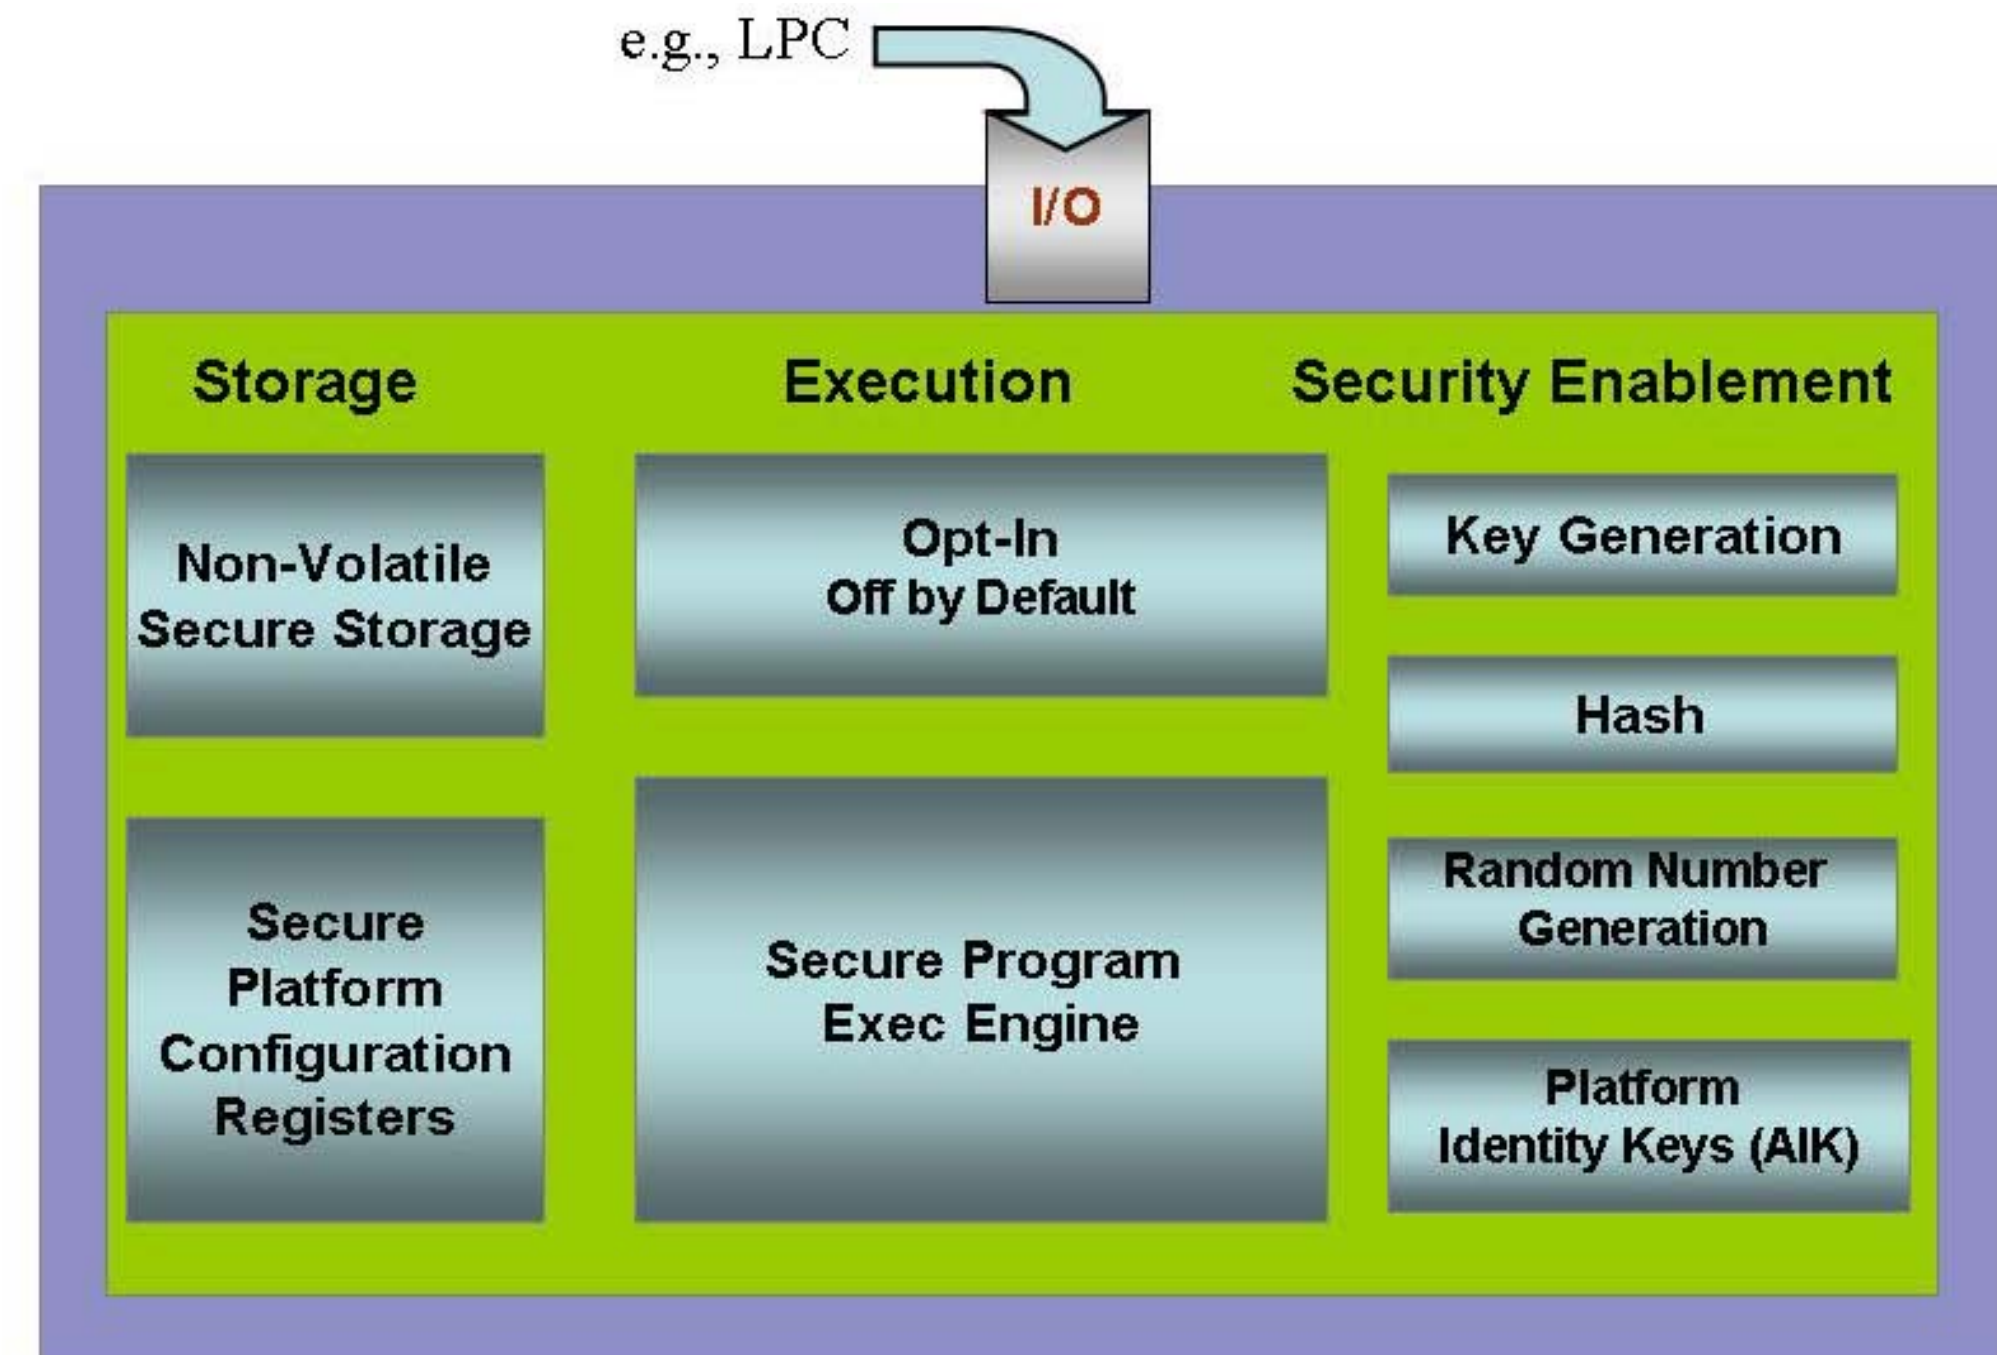 e.g., LPC
I/O
Storage
Execution
Security Enablement
Non-Volatile
Secure Storage
Secure
Platform
Configuration
Registers
Opt-In
Off by Default
Secure Program
Exec Engine
Key Generation
Hash
Random Number
Generation
Platform
Identity Keys (AIK)